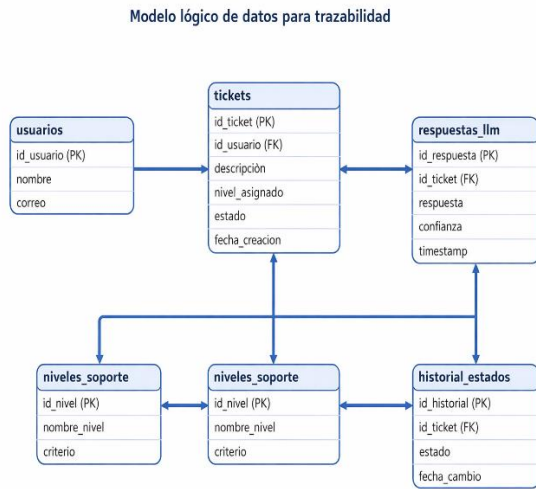 Modelo lógico de datos para trazabilidad
usuarios
id_usuario (PK)
nombre
correo
tickets
id_ticket (PK)
id_usuario (FK)
descripciòn
nivel_asignado
estado
fecha_creacion
respuestas_llm
id_respuesta (PK)
id_ticket (FK)
respuesta
confianza
timestamp
niveles_soporte
id_nivel (PK)
nombre_nivel
criterio
niveles_soporte
id_nivel (PK)
nombre_nivel
criterio
historial_estados
id_historial (PK)
id_ticket (FK)
estado
fecha_cambio